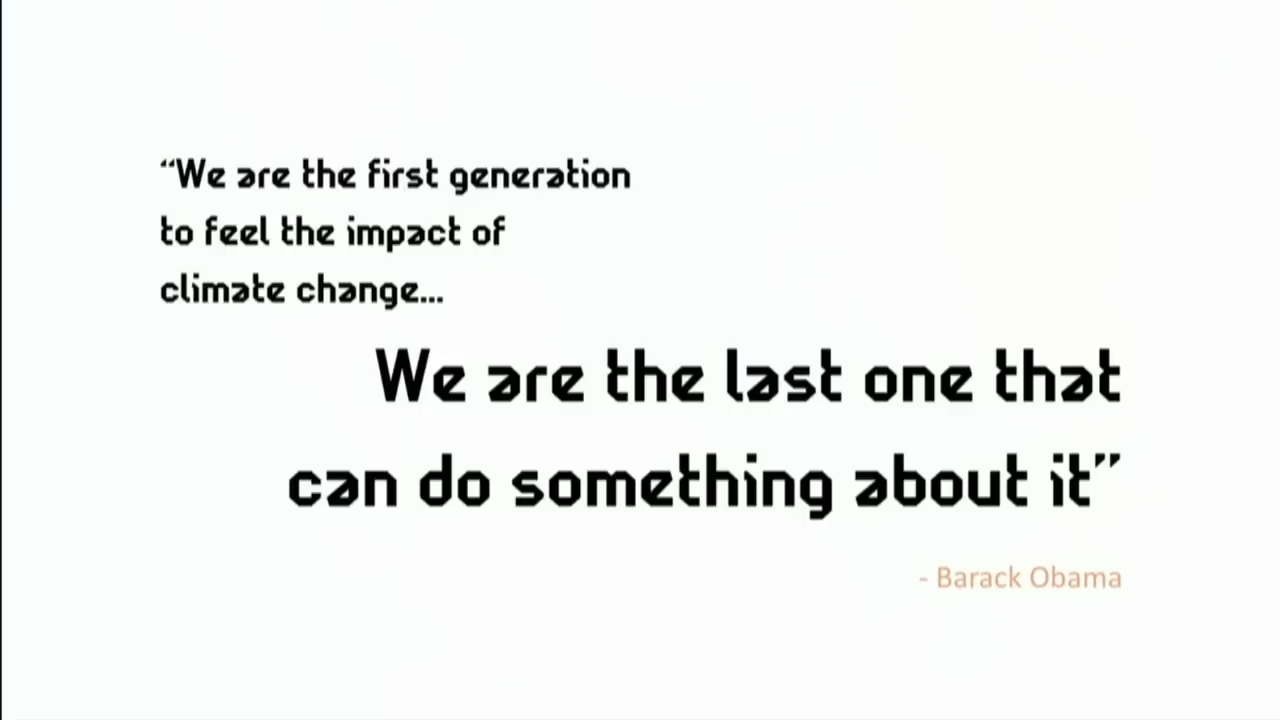 “We are the first generation
to feel the impact of
climate change...
We are the last one that
can do something about it”
- Barack Obama